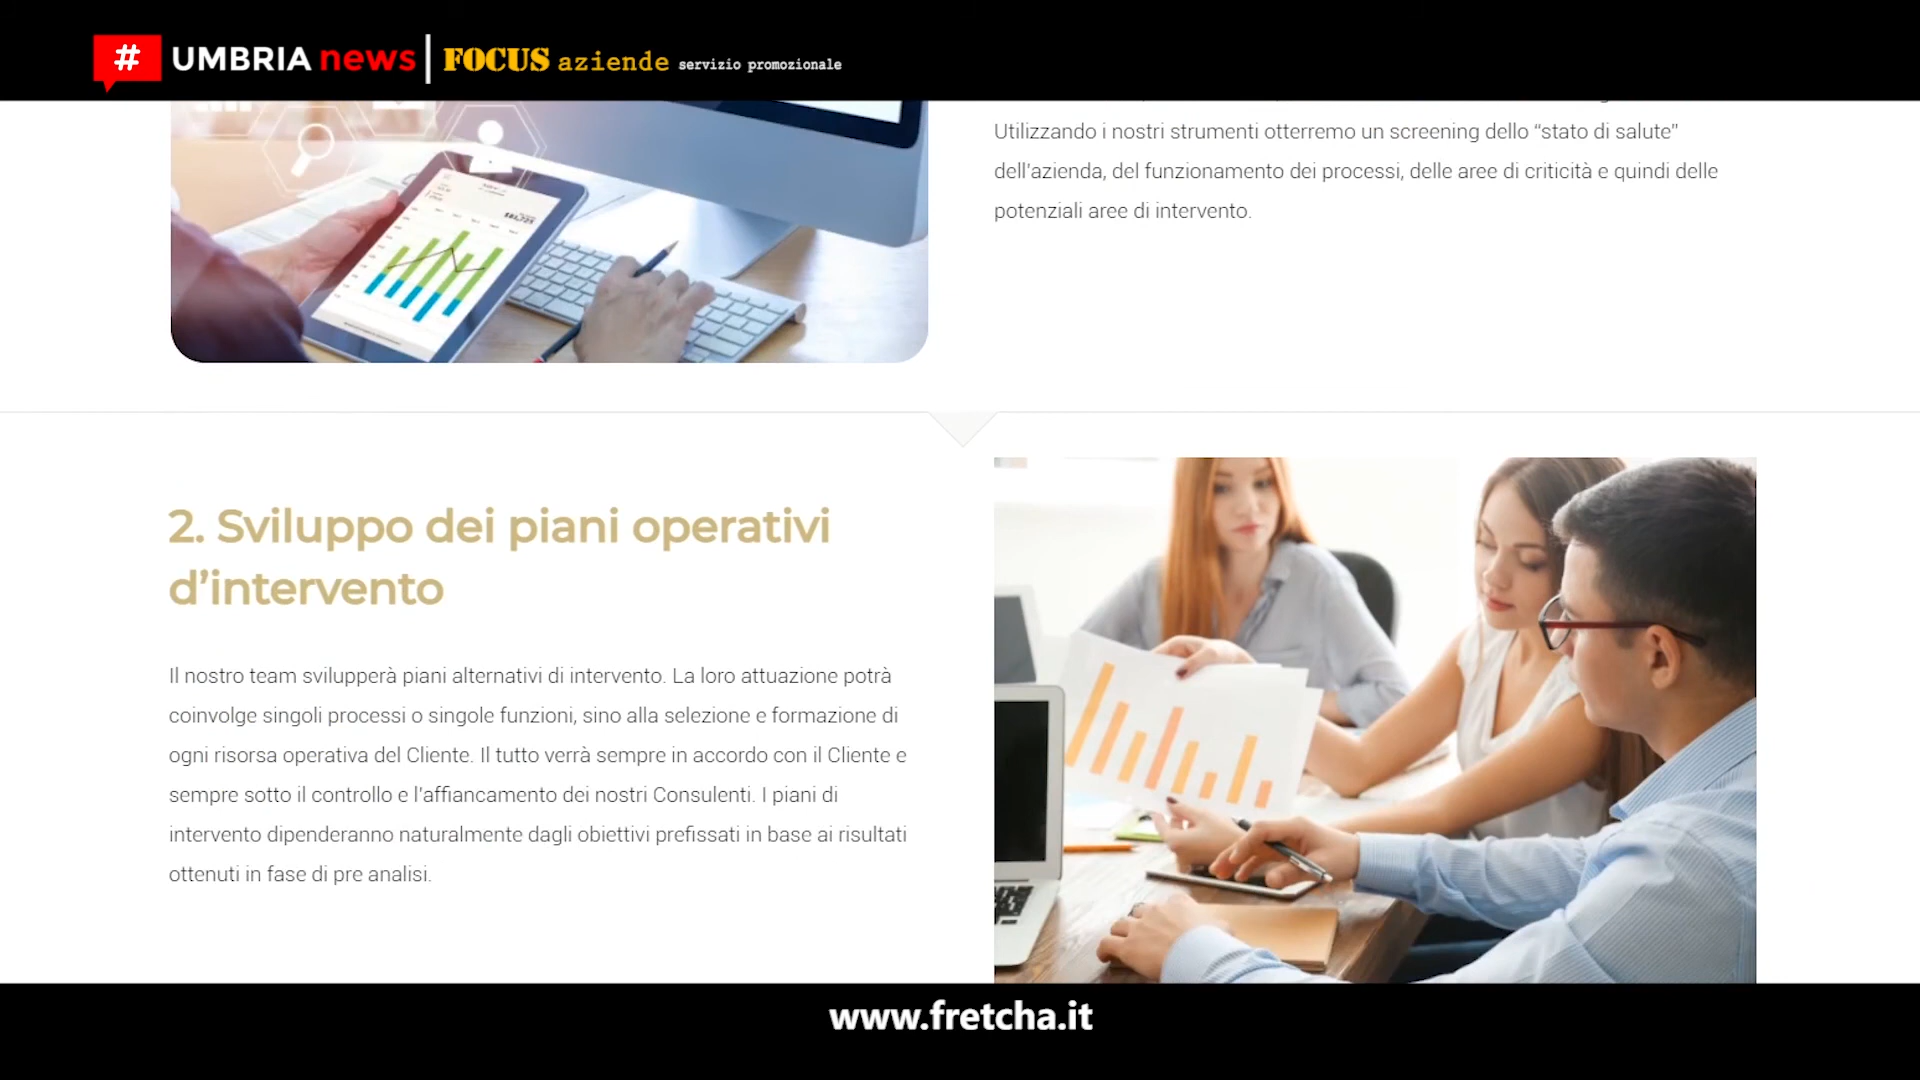 # UMBRIA news FOCUS aziende servizio promozionale
Utilizzando i nostri strumenti otterremo un screening dello “stato di salute”
dell’azienda, del funzionamento dei processi, delle aree di criticità e quindi delle
potenziali aree di intervento.
2. Sviluppo dei piani operativi
d’intervento
Il nostro team svilupperà piani alternativi di intervento. La loro attuazione potrà
coinvolge singoli processi o singole funzioni, sino alla selezione e formazione di
ogni risorsa operativa del Cliente. Il tutto verrà sempre in accordo con il Cliente e
sempre sotto il controllo e l’affiancamento dei nostri Consulenti. I piani di
intervento dipenderanno naturalmente dagli obiettivi prefissati in base ai risultati
ottenuti in fase di pre analisi.
www.fretcha.it